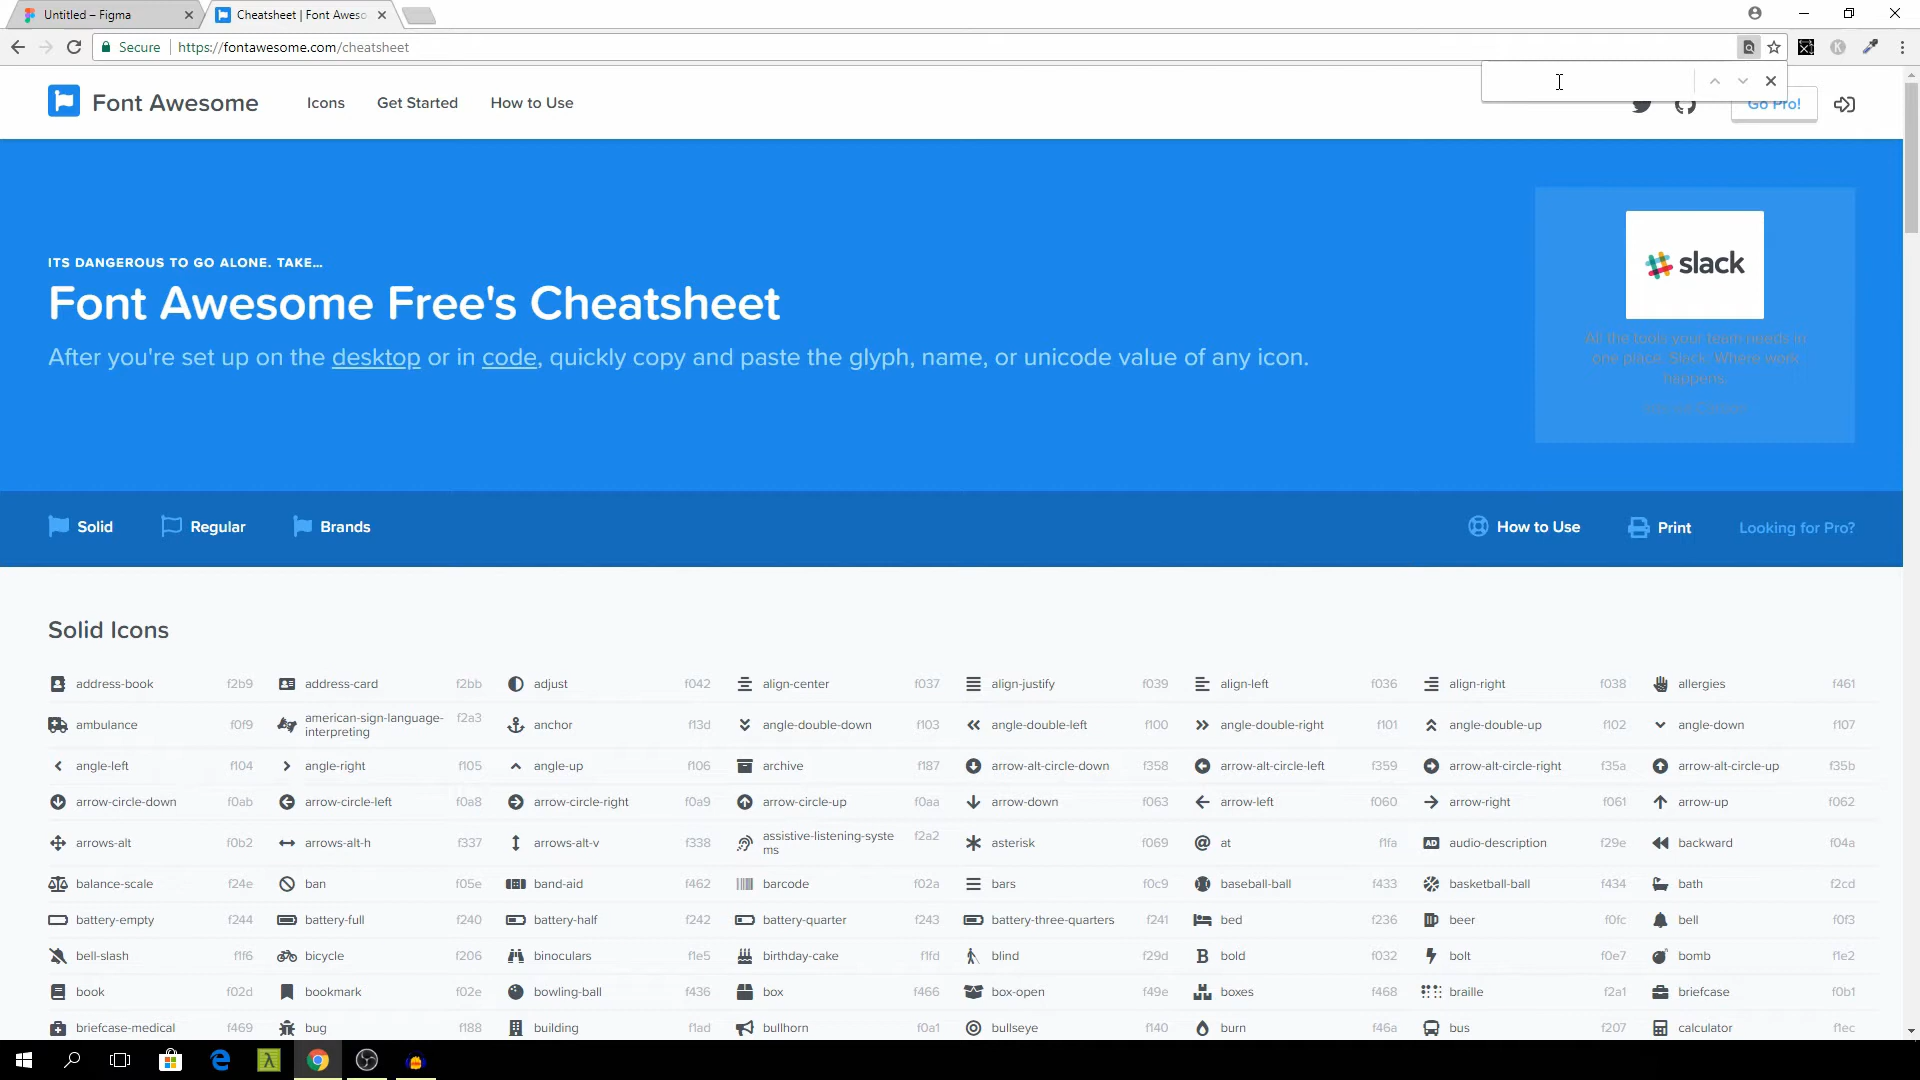 Untitled – Figma
Cheatsheet | Font Aweso
Secure
https://fontawesome.com/cheatsheet
Font Awesome
Icons
Get Started
How to Use
Go Pro!
ITS DANGEROUS TO GO ALONE. TAKE...
Font Awesome Free's Cheatsheet
After you're set up on the desktop or in code, quickly copy and paste the glyph, name, or unicode value of any icon.
slack
All the tools your team needs in
one place. Slack. Where work
happens.
Solid
Regular
Brands
How to Use
Print
Looking for Pro?
Solid Icons
address-book f2b9 address-card f2bb adjust f042 align-center f037 align-justify f039 align-left f036 align-right f038 allergies f461
ambulance f0f9 american-sign-language-interpreting f2a3 anchor f13d angle-double-down f103 angle-double-left f100 angle-double-right f101 angle-double-up f102 angle-down f107
angle-left f104 angle-right f105 angle-up f106 archive f187 arrow-alt-circle-down f358 arrow-alt-circle-left f359 arrow-alt-circle-right f35a arrow-alt-circle-up f35b
arrow-circle-down f0ab arrow-circle-left f0a8 arrow-circle-right f0a9 arrow-circle-up f0aa arrow-down f063 arrow-left f060 arrow-right f061 arrow-up f062
arrows-alt f0b2 arrows-alt-h f337 arrows-alt-v f338 assistive-listening-systems f2a2 asterisk f069 at f1fa audio-description f29e backward f04a
balance-scale f24e ban f05e band-aid f462 barcode f02a bars f0c9 baseball-ball f433 basketball-ball f434 bath f2cd
battery-empty f244 battery-full f240 battery-half f242 battery-quarter f243 battery-three-quarters f241 bed f236 beer f0fc bell f0f3
bell-slash f1f6 bicycle f206 binoculars f1e5 birthday-cake f1fd blind f29d bold f032 bolt f0e7 bomb f1e2
book f02d bookmark f02e bowling-ball f436 box f466 box-open f49e boxes f468 braille f2a1 briefcase f0b1
briefcase-medical f469 bug f188 building f1ad bullhorn f0a1 bullseye f140 burn f46a bus f207 calculator f1ec